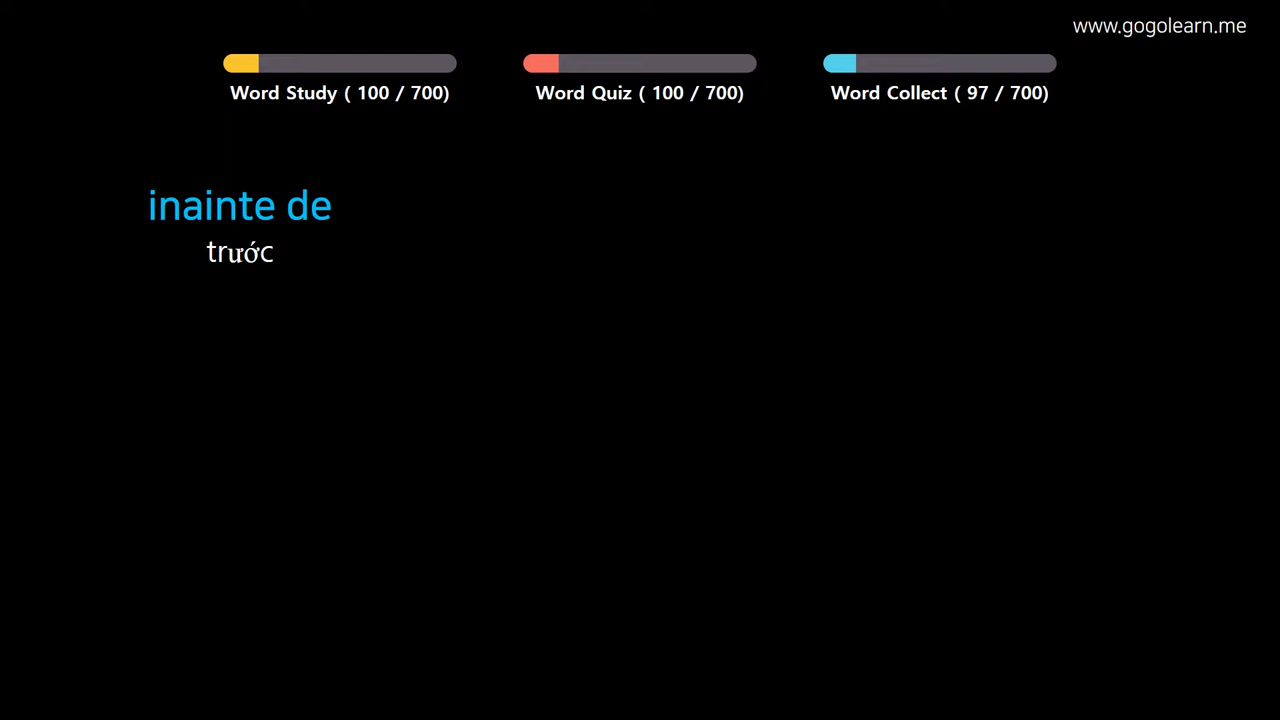 www.gogolearn.me
Word Study ( 100 / 700)
Word Quiz ( 100 / 700)
Word Collect ( 97 / 700)
inainte de
trước